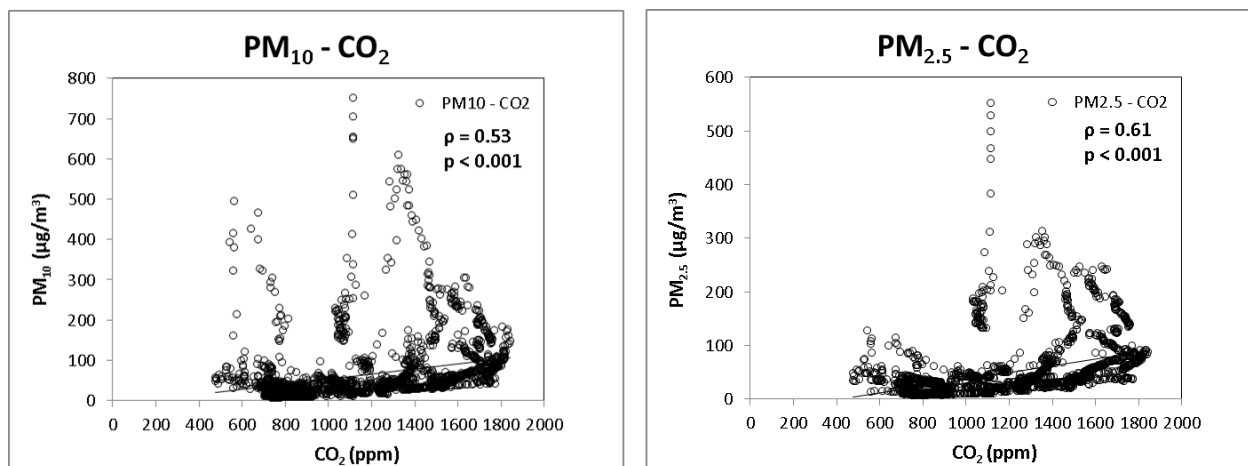 PM10 - CO2
800
700
600
500
400
300
200
100
0
PM10 (µg/m³)
PM10 - CO2
ρ = 0.53
p < 0.001
0 200 400 600 800 1000 1200 1400 1600 1800 2000
CO2 (ppm)
PM2.5 - CO2
600
500
400
300
200
100
0
PM2.5 (µg/m³)
PM2.5 - CO2
ρ = 0.61
p < 0.001
0 200 400 600 800 1000 1200 1400 1600 1800 2000
CO2 (ppm)